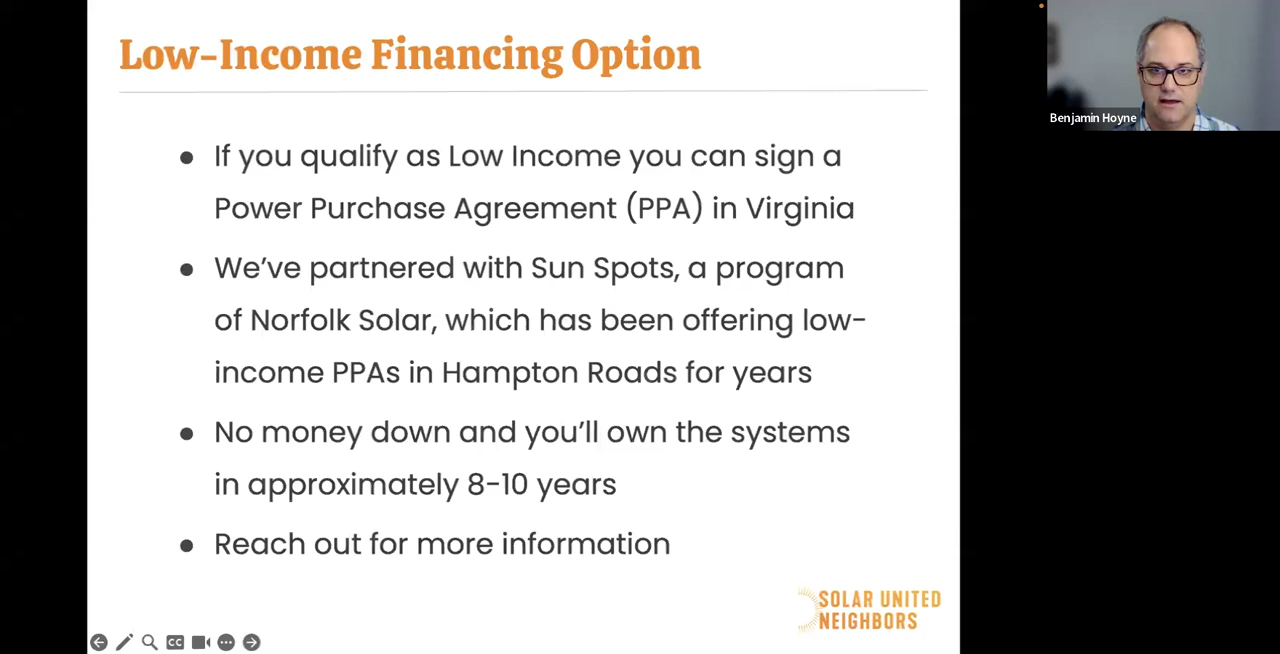 Low-Income Financing Option
● If you qualify as Low Income you can sign a
Power Purchase Agreement (PPA) in Virginia
● We’ve partnered with Sun Spots, a program
of Norfolk Solar, which has been offering low-
income PPAs in Hampton Roads for years
● No money down and you’ll own the systems
in approximately 8-10 years
● Reach out for more information
SOLAR UNITED
NEIGHBORS
CC
Benjamin Hoyne